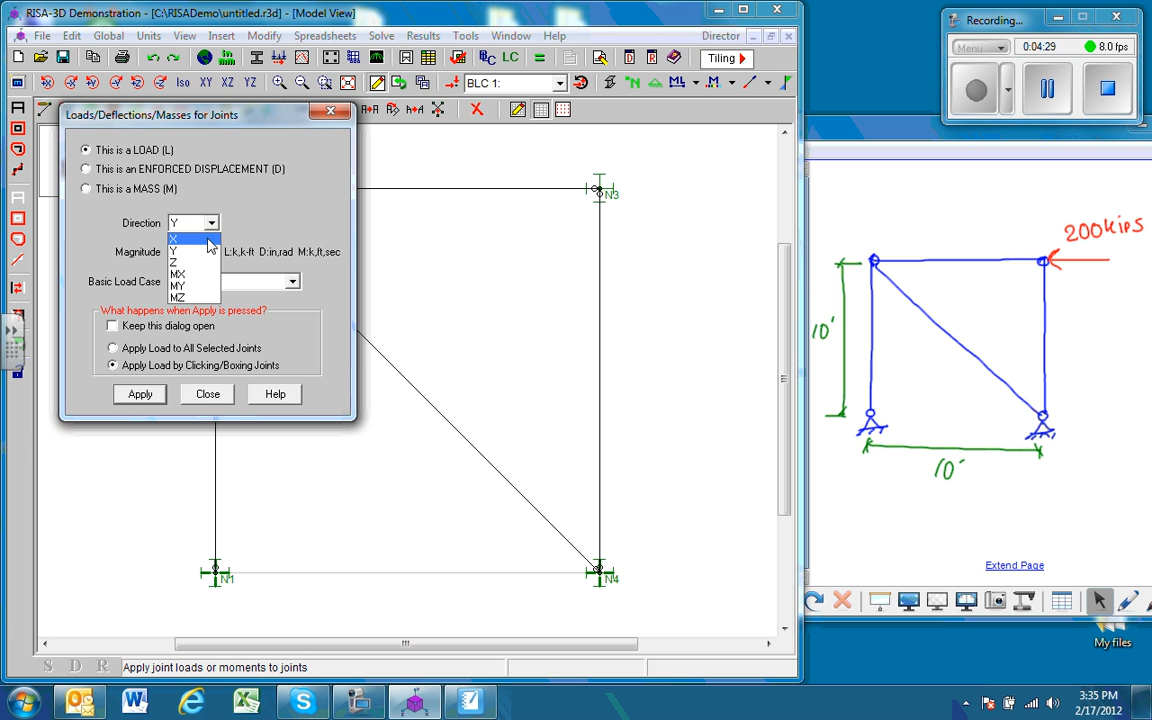 RISA-3D Demonstration - [C:\RISADemo\untitled.r3d] - [Model View]
File Edit Global Units View Insert Modify Spreadsheets Solve Results Tools Window Help Director
LC Tiling
Iso XY XZ YZ BLC 1:
Loads/Deflections/Masses for Joints
This is a LOAD (L)
This is an ENFORCED DISPLACEMENT (D)
This is a MASS (M)
Direction Y
X
Y
Z
MX
MY
MZ
Magnitude L:k,k-ft D:in,rad M:k,ft,sec
Basic Load Case
What happens when Apply is pressed?
Keep this dialog open
Apply Load to All Selected Joints
Apply Load by Clicking/Boxing Joints
Apply Close Help
N3
N1
N4
S D R Apply joint loads or moments to joints
Recording...
Menu 0:04:29 8.0 fps
200kips
10'
10'
Extend Page
My files
3:35 PM
2/17/2012